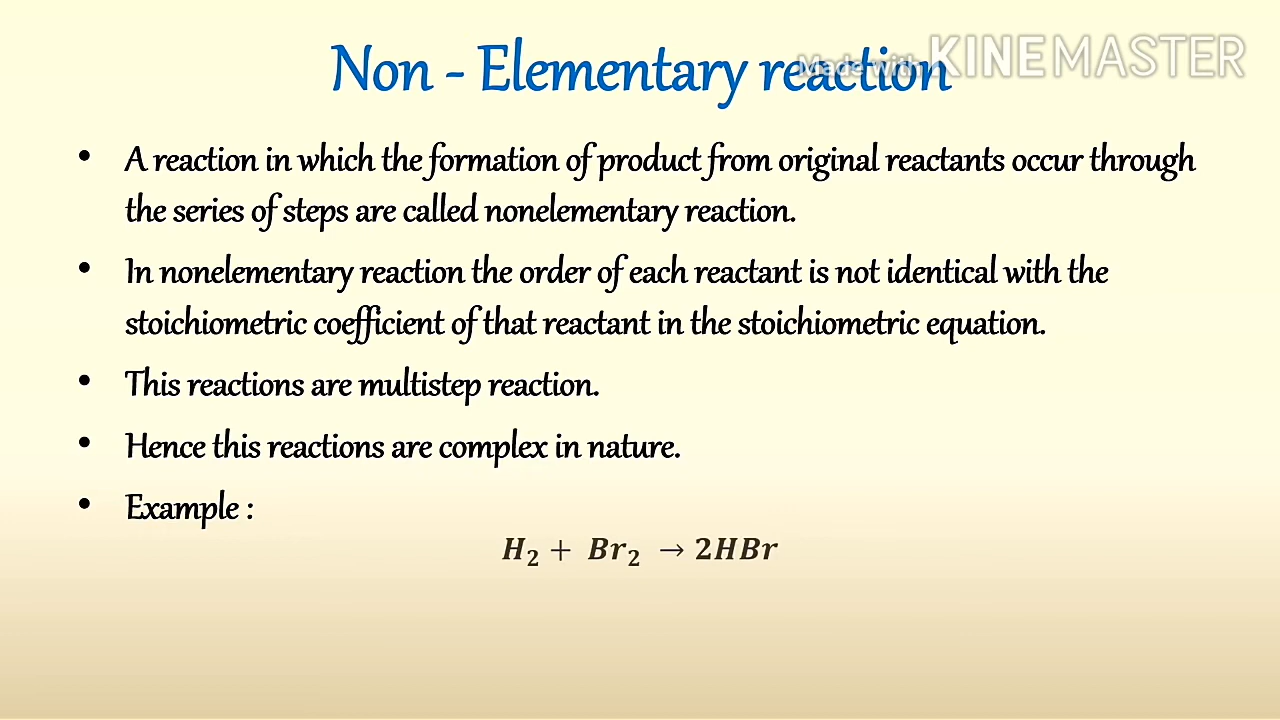 Non - Elementary reaction
Made with KINEMASTER
• A reaction in which the formation of product from original reactants occur through
the series of steps are called nonelementary reaction.
• In nonelementary reaction the order of each reactant is not identical with the
stoichiometric coefficient of that reactant in the stoichiometric equation.
• This reactions are multistep reaction.
• Hence this reactions are complex in nature.
• Example :
H₂ + Br₂ → 2HBr